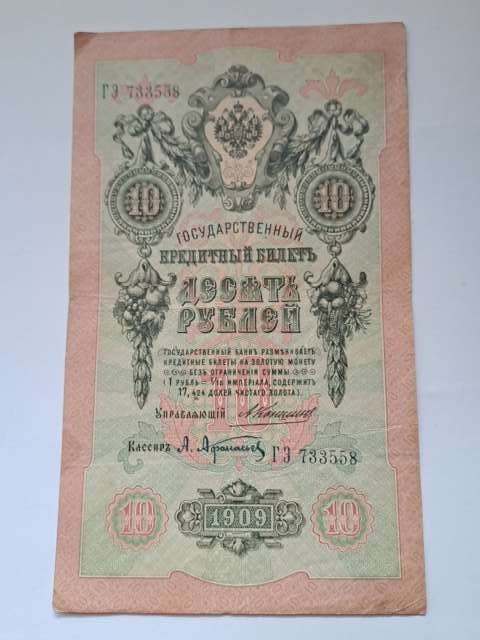 ГЭ 733558
10 10
ГОСУДАРСТВЕННЫЙ
КРЕДИТНЫЙ БИЛЕТЪ
ДЕСЯТЬ
РУБЛЕЙ
ГОСУДАРСТВЕННЫЙ БАНКЪ РАЗМѢНИВАЕТЪ
КРЕДИТНЫЕ БИЛЕТЫ НА ЗОЛОТУЮ МОНЕТУ
БЕЗЪ ОГРАНИЧЕНІЯ СУММЫ
(1 РУБЛЬ = 1/15 ИМПЕРІАЛА, СОДЕРЖИТЪ
17,424 ДОЛЕЙ ЧИСТАГО ЗОЛОТА).
УПРАВЛЯЮЩІЙ
КАССИРЪ А. Афанасьев ГЭ 733558
10 1909 10